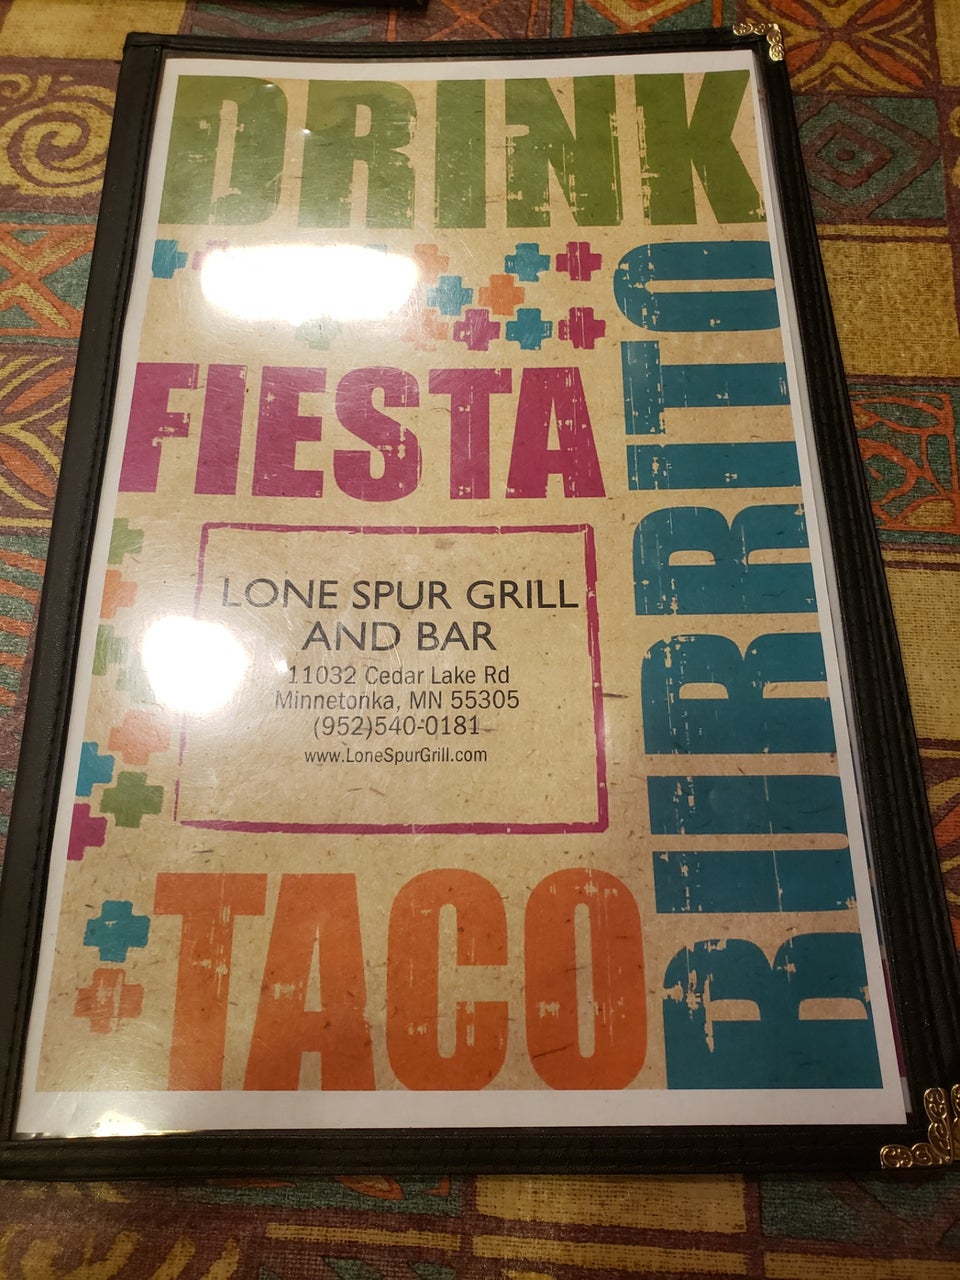 DRINK
BURRITO
FIESTA
LONE SPUR GRILL
AND BAR
11032 Cedar Lake Rd
Minnetonka, MN 55305
(952)540-0181
www.LoneSpurGrill.com
TACO